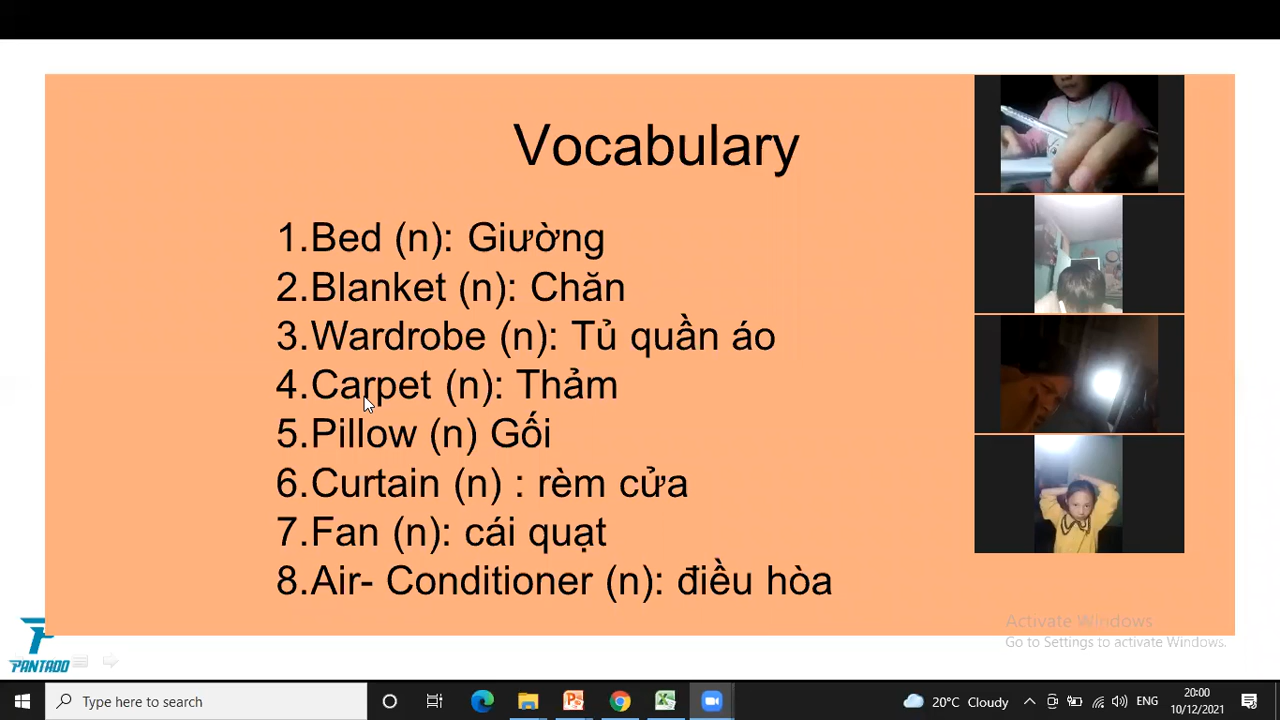 Vocabulary
1.Bed (n): Giường
2.Blanket (n): Chăn
3.Wardrobe (n): Tủ quần áo
4.Carpet (n): Thảm
5.Pillow (n) Gối
6.Curtain (n) : rèm cửa
7.Fan (n): cái quạt
8.Air- Conditioner (n): điều hòa
Activate Windows
Go to Settings to activate Windows.
PANTADO
Type here to search
20°C Cloudy
ENG
20:00
10/12/2021